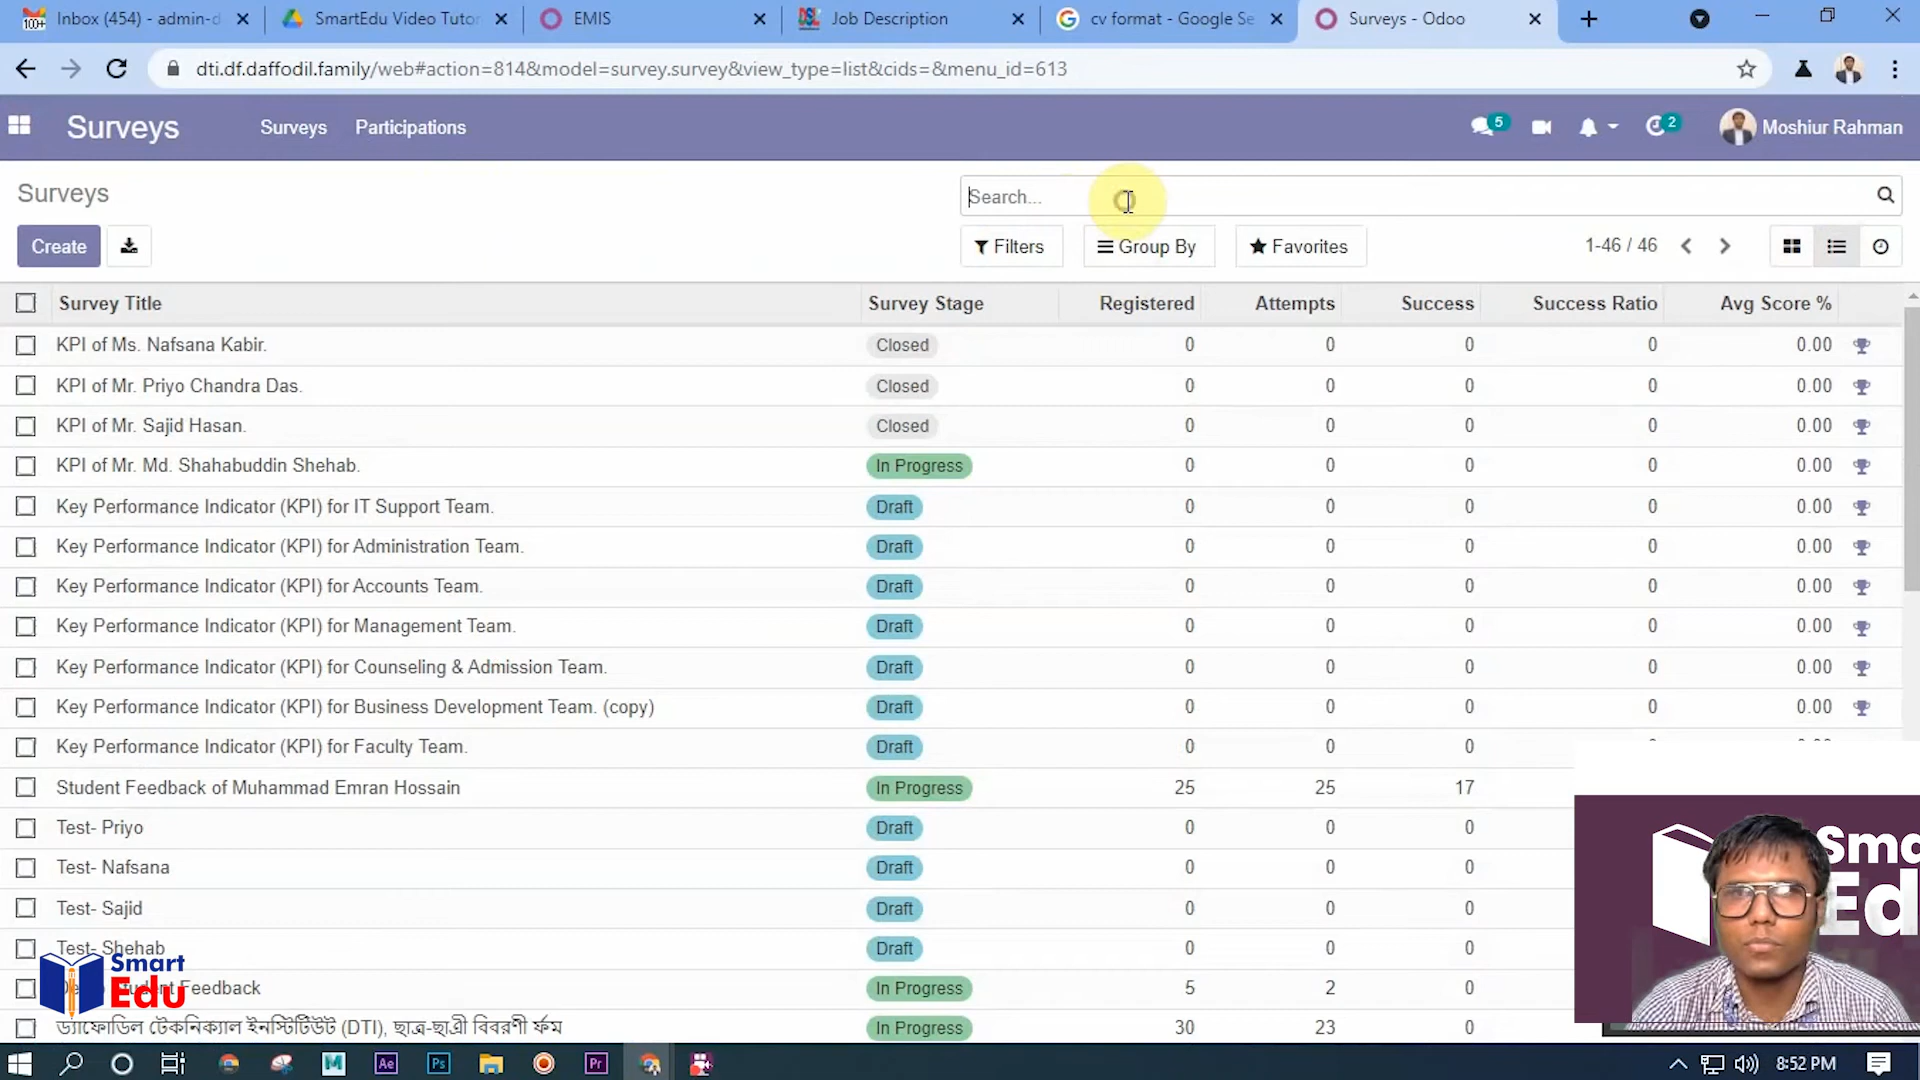 Inbox (454) - admin-d
SmartEdu Video Tutor
EMIS
Job Description
cv format - Google Se
Surveys - Odoo
dti.df.daffodil.family/web#action=814&model=survey.survey&view_type=list&cids=&menu_id=613
Surveys
Surveys
Participations
5
2
Moshiur Rahman
Surveys
Search...
Create
Filters
Group By
Favorites
1-46 / 46
Survey Title Survey Stage Registered Attempts Success Success Ratio Avg Score %
KPI of Ms. Nafsana Kabir. Closed 0 0 0 0 0.00
KPI of Mr. Priyo Chandra Das. Closed 0 0 0 0 0.00
KPI of Mr. Sajid Hasan. Closed 0 0 0 0 0.00
KPI of Mr. Md. Shahabuddin Shehab. In Progress 0 0 0 0 0.00
Key Performance Indicator (KPI) for IT Support Team. Draft 0 0 0 0 0.00
Key Performance Indicator (KPI) for Administration Team. Draft 0 0 0 0 0.00
Key Performance Indicator (KPI) for Accounts Team. Draft 0 0 0 0 0.00
Key Performance Indicator (KPI) for Management Team. Draft 0 0 0 0 0.00
Key Performance Indicator (KPI) for Counseling & Admission Team. Draft 0 0 0 0 0.00
Key Performance Indicator (KPI) for Business Development Team. (copy) Draft 0 0 0 0 0.00
Key Performance Indicator (KPI) for Faculty Team. Draft 0 0 0
Student Feedback of Muhammad Emran Hossain In Progress 25 25 17
Test- Priyo Draft 0 0 0
Test- Nafsana Draft 0 0 0
Test- Sajid Draft 0 0 0
Test- Shehab Draft 0 0 0
Feedback In Progress 5 2 0
ড্যাফোডিল টেকনিক্যাল ইনস্টিটিউট (DTI), ছাত্র-ছাত্রী বিবরণী ফর্ম In Progress 30 23 0
Smart
Edu
Sma
Ed
8:52 PM